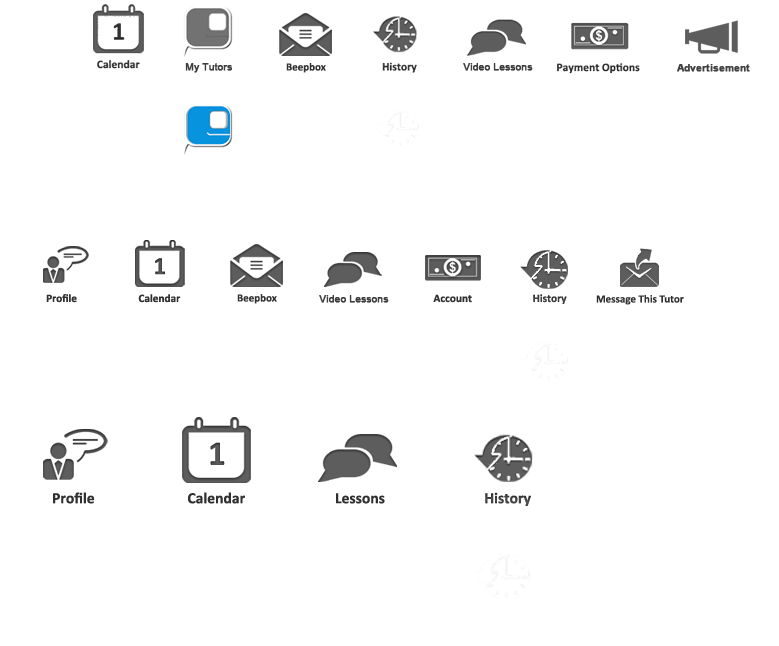 1
Calendar
My Tutors
Beepbox
History
Video Lessons
$
Payment Options
Advertisement
Profile
1
Calendar
Beepbox
Video Lessons
$
Account
History
Message This Tutor
Profile
1
Calendar
Lessons
History